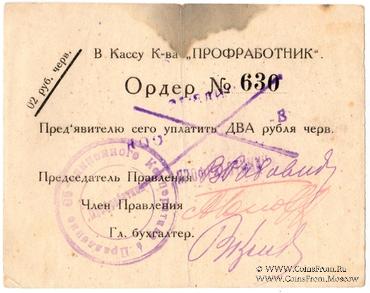 02 руб. черв.
В Кассу К-ва „ПРОФРАБОТНИК“.
Ордер № 630
Пред'явителю сего уплатить ДВА рубля черв.
Председатель Правления
Член Правления
Гл. бухгалтер.
© www.CoinsFrom.Ru
CoinsFrom.Moscow